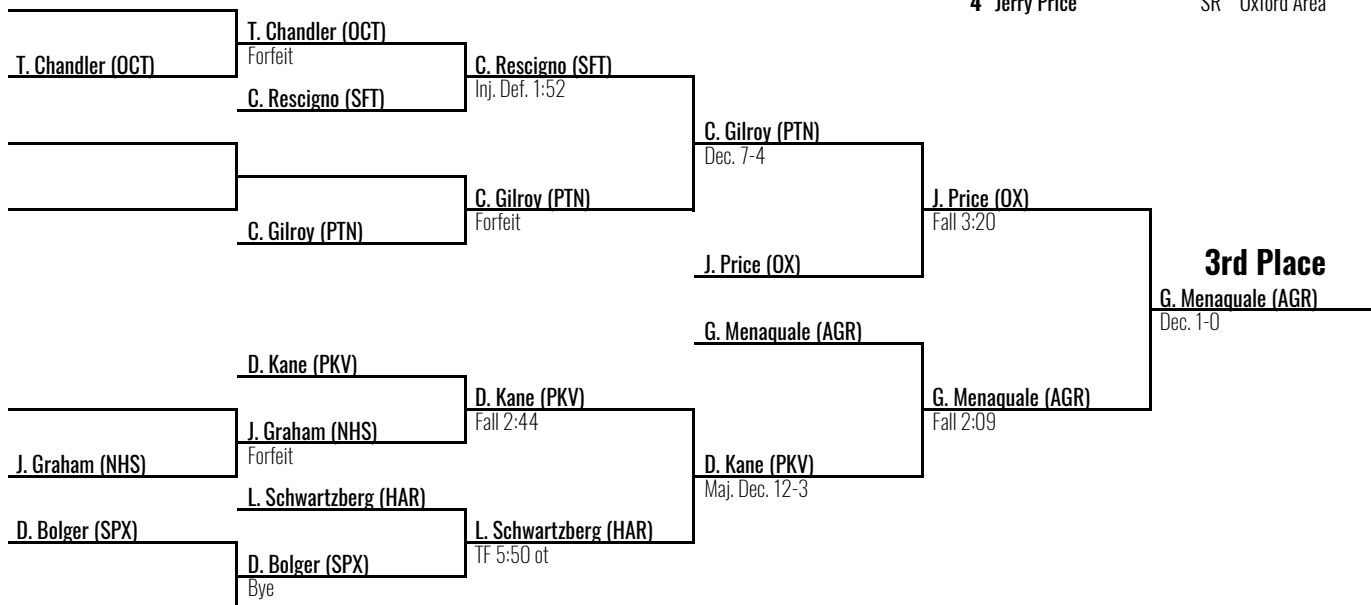 4 Jerry Price SR Oxford Area
T. Chandler (OCT)
Forfeit
T. Chandler (OCT)
C. Rescigno (SFT)
Inj. Def. 1:52
C. Rescigno (SFT)
C. Gilroy (PTN)
Dec. 7-4
C. Gilroy (PTN)
Forfeit
J. Price (OX)
Fall 3:20
C. Gilroy (PTN)
J. Price (OX)
3rd Place
G. Menaquale (AGR)
Dec. 1-0
G. Menaquale (AGR)
D. Kane (PKV)
D. Kane (PKV)
Fall 2:44
G. Menaquale (AGR)
Fall 2:09
J. Graham (NHS)
Forfeit
J. Graham (NHS)
D. Kane (PKV)
Maj. Dec. 12-3
L. Schwartzberg (HAR)
D. Bolger (SPX)
L. Schwartzberg (HAR)
TF 5:50 ot
D. Bolger (SPX)
Bye